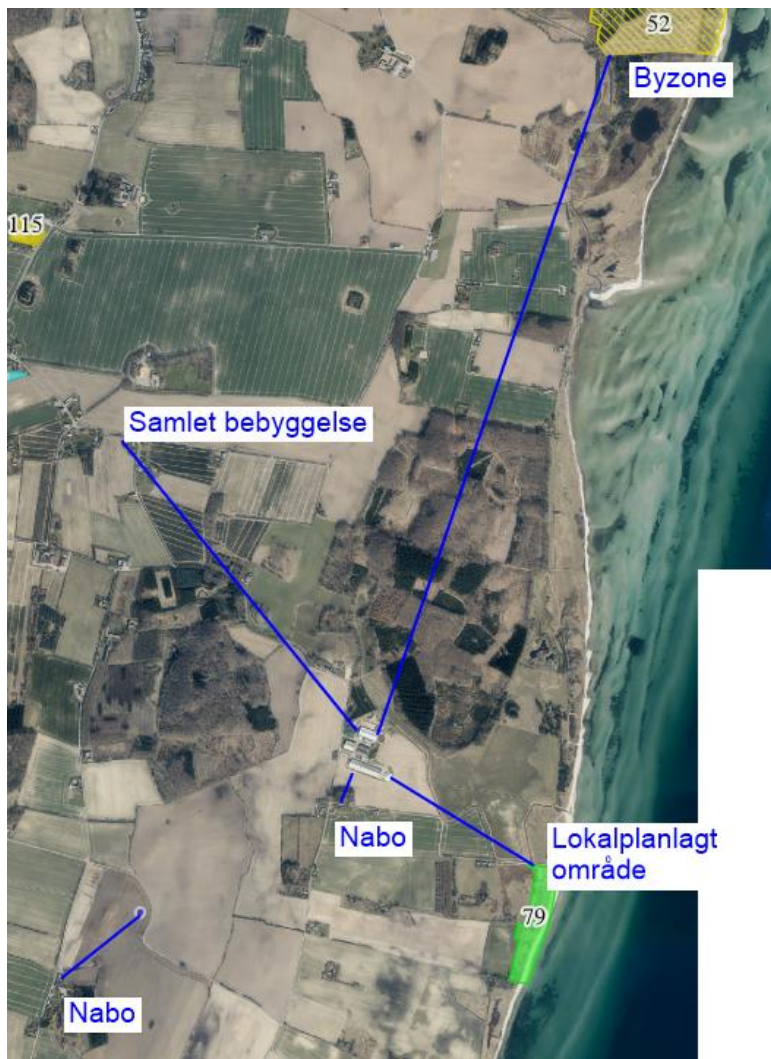 52
Byzone
115
Samlet bebyggelse
Nabo
Lokalplanlagt
område
79
Nabo